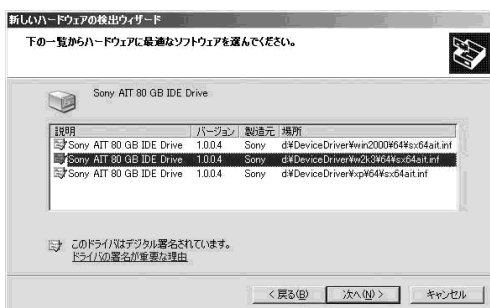 新しいハードウェアの検出ウィザード
下の一覧からハードウェアに最適なソフトウェアを選んでください。
Sony AIT 80 GB IDE Drive
説明 バージョン 製造元 場所
Sony AIT 80 GB IDE Drive 1.0.0.4 Sony d:¥DeviceDriver¥win2000¥64¥sx64ait.inf
Sony AIT 80 GB IDE Drive 1.0.0.4 Sony d:¥DeviceDriver¥w2k3¥64¥sx64ait.inf
Sony AIT 80 GB IDE Drive 1.0.0.4 Sony d:¥DeviceDriver¥xp¥64¥sx64ait.inf
このドライバはデジタル署名されています。
ドライバの署名が重要な理由
< 戻る(B) 次へ(N) > キャンセル